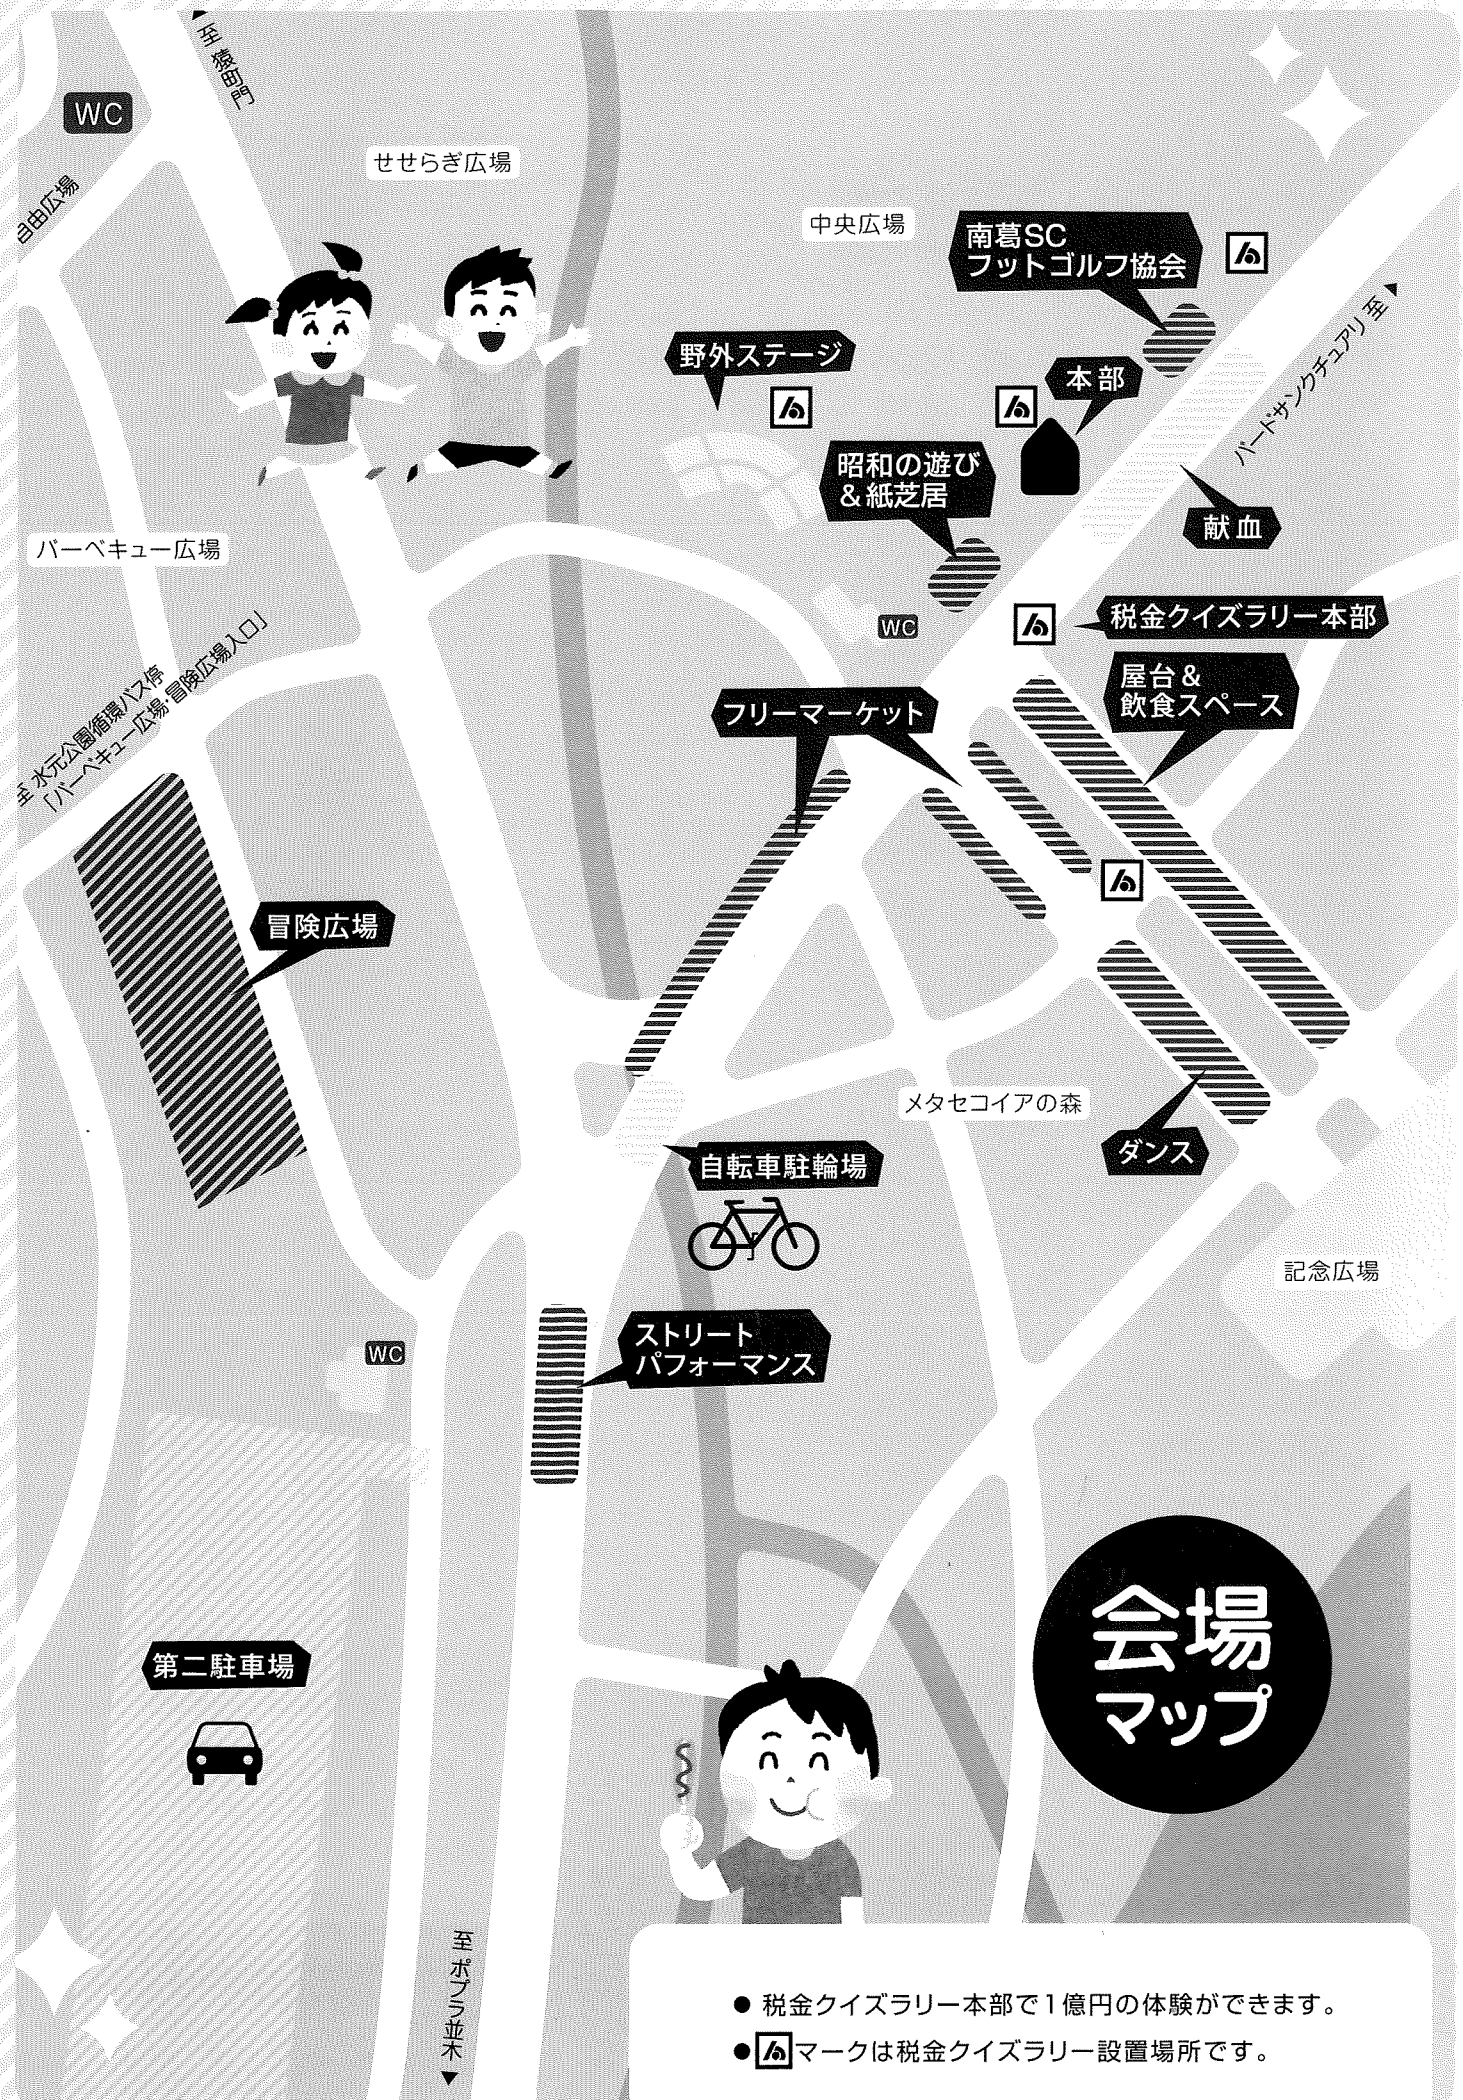 至 猿町門
WC
せせらぎ広場
自由広場
中央広場
南葛SC
フットゴルフ協会
バードサンクチュアリ 至
野外ステージ
本部
昭和の遊び
&紙芝居
献血
バーベキュー広場
WC
税金クイズラリー本部
屋台&
飲食スペース
至 水元公園循環バス停
「バーベキュー広場・冒険広場入口」
フリーマーケット
冒険広場
メタセコイアの森
ダンス
自転車駐輪場
記念広場
ストリート
パフォーマンス
WC
会場
マップ
第二駐車場
至 ポプラ並木
● 税金クイズラリー本部で1億円の体験ができます。
● マークは税金クイズラリー設置場所です。